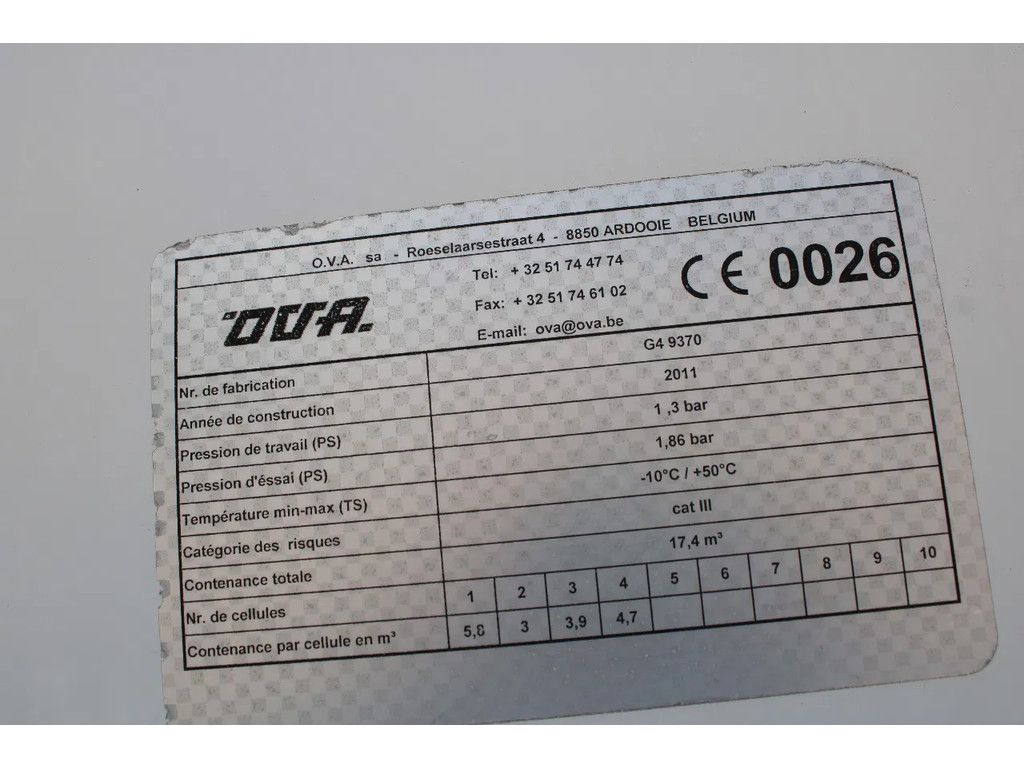 O.V.A. sa - Roeselaarsestraat 4 - 8850 ARDOOIE BELGIUM
OVA.
Tel: + 32 51 74 47 74
Fax: + 32 51 74 61 02
E-mail: ova@ova.be
CE 0026
Nr. de fabrication G4 9370
Année de construction 2011
Pression de travail (PS) 1 ,3 bar
Pression d'éssai (PS) 1,86 bar
Température min-max (TS) -10°C / +50°C
Catégorie des risques cat III
Contenance totale 17,4 m³
Nr. de cellules 1 2 3 4 5 6 7 8 9 10
Contenance par cellule en m³ 5,8 3 3,9 4,7